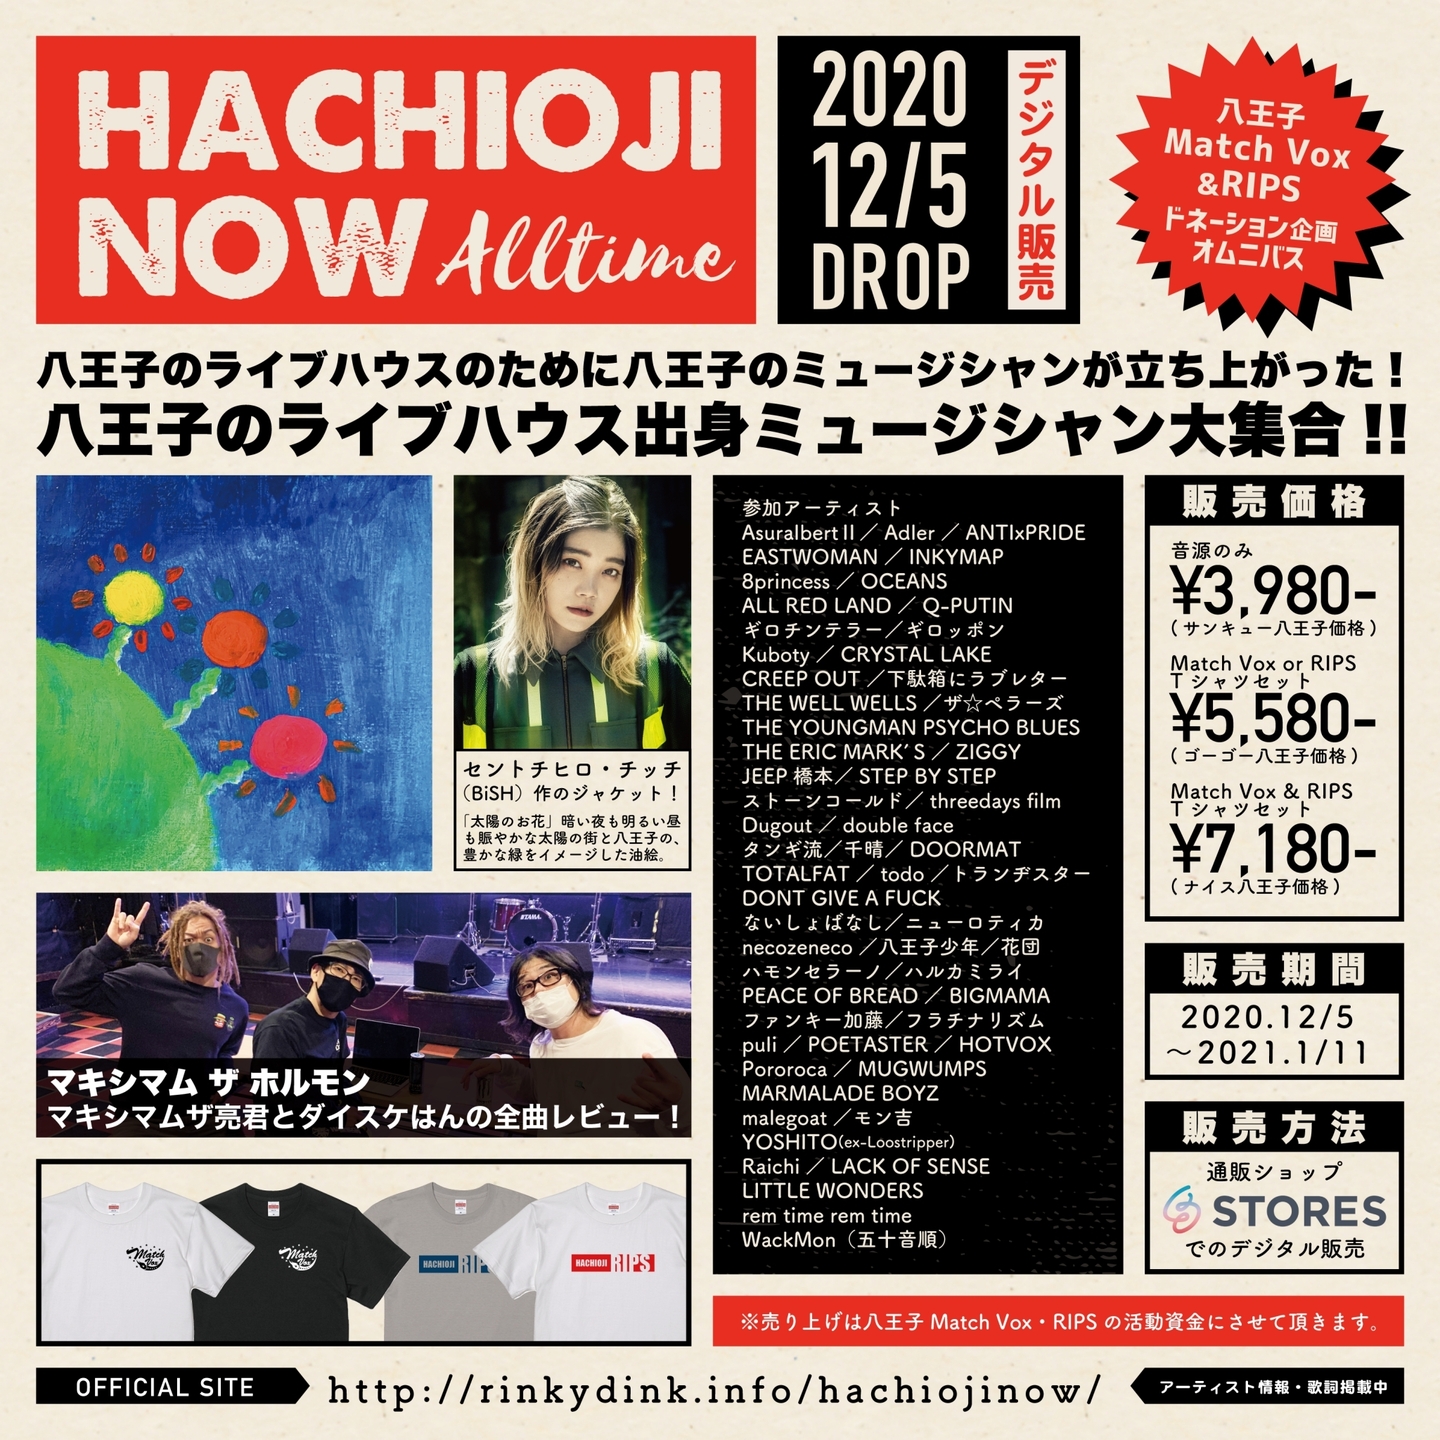 HACHIOJI
NOW Alltime
2020
12/5
DROP
デジタル販売
八王子
Match Vox
&RIPS
ドネーション企画
オムニバス
八王子のライブハウスのために八王子のミュージシャンが立ち上がった！
八王子のライブハウス出身ミュージシャン大集合!!
セントチヒロ・チッチ
（BiSH）作のジャケット！
「太陽のお花」暗い夜も明るい昼
も賑やかな太陽の街と八王子の、
豊かな緑をイメージした油絵。
TAMA
マキシマム ザ ホルモン
マキシマムザ亮君とダイスケはんの全曲レビュー！
Match Vox
Match Vox
HACHIOJI RIPS
HACHIOJI RIPS
参加アーティスト
AsuralbertⅡ／Adler／ANTIxPRIDE
EASTWOMAN／INKYMAP
8princess／OCEANS
ALL RED LAND／Q-PUTIN
ギロチンテラー／ギロッポン
Kuboty／CRYSTAL LAKE
CREEP OUT／下駄箱にラブレター
THE WELL WELLS／ザ☆ペラーズ
THE YOUNGMAN PSYCHO BLUES
THE ERIC MARK'S／ZIGGY
JEEP 橋本／STEP BY STEP
ストーンコールド／threedays film
Dugout／double face
タンギ流／千晴／DOORMAT
TOTALFAT／todo／トランヂスター
DONT GIVE A FUCK
ないしょばなし／ニューロティカ
necozeneco／八王子少年／花団
ハモンセラーノ／ハルカミライ
PEACE OF BREAD／BIGMAMA
ファンキー加藤／フラチナリズム
puli／POETASTER／HOTVOX
Pororoca／MUGWUMPS
MARMALADE BOYZ
malegoat／モン吉
YOSHITO(ex-Loostripper)
Raichi／LACK OF SENSE
LITTLE WONDERS
rem time rem time
WackMon（五十音順）
販売価格
音源のみ
¥3,980-
(サンキュー八王子価格)
Match Vox or RIPS
Tシャツセット
¥5,580-
(ゴーゴー八王子価格)
Match Vox & RIPS
Tシャツセット
¥7,180-
(ナイス八王子価格)
販売期間
2020.12/5
～2021.1/11
販売方法
通販ショップ
STORES
でのデジタル販売
※売り上げは八王子 Match Vox・RIPS の活動資金にさせて頂きます。
OFFICIAL SITE
http://rinkydink.info/hachiojinow/
アーティスト情報・歌詞掲載中